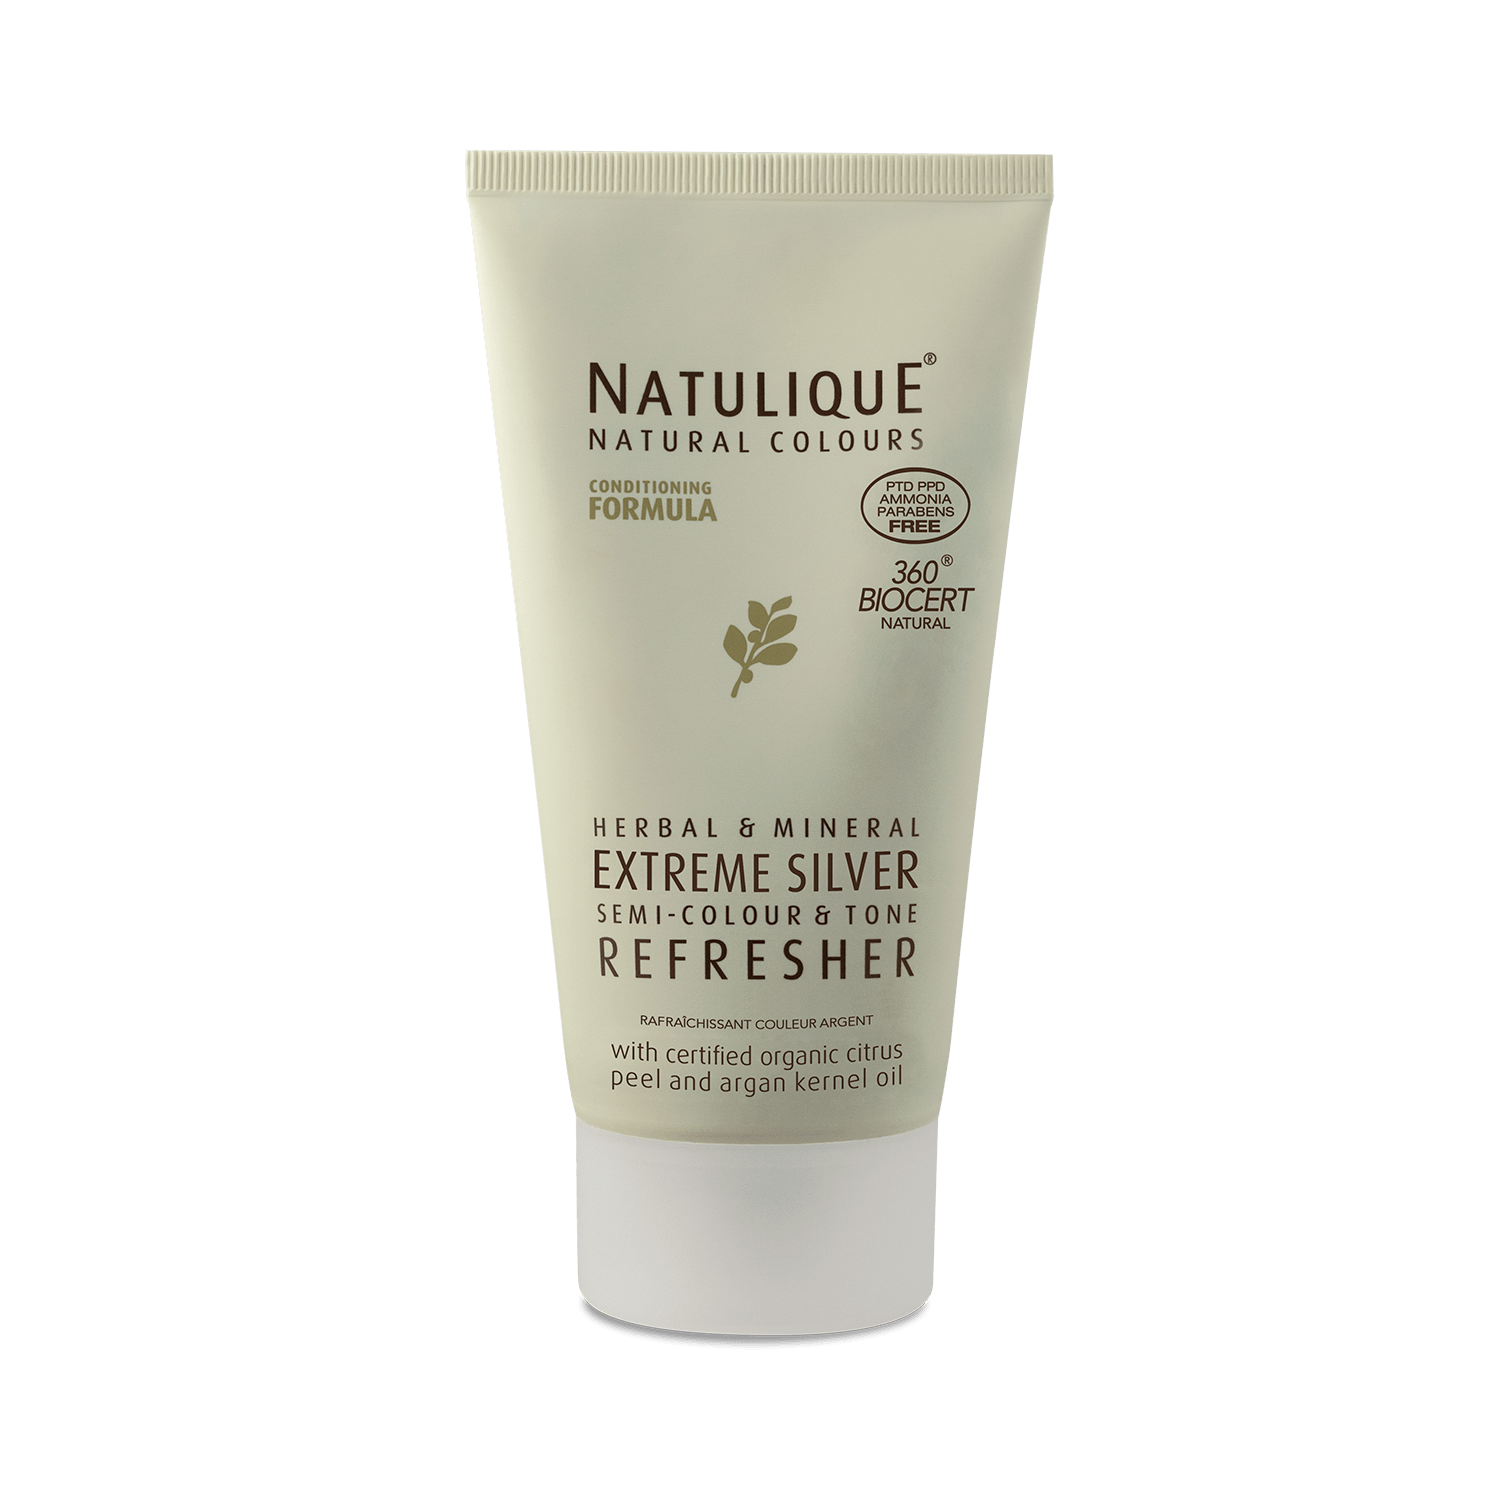 NATULIQUE®
NATURAL COLOURS
CONDITIONING
FORMULA
PTD PPD
AMMONIA
PARABENS
FREE
360®
BIOCERT
NATURAL
HERBAL & MINERAL
EXTREME SILVER
SEMI-COLOUR & TONE
REFRESHER
RAFRAÎCHISSANT COULEUR ARGENT
with certified organic citrus
peel and argan kernel oil